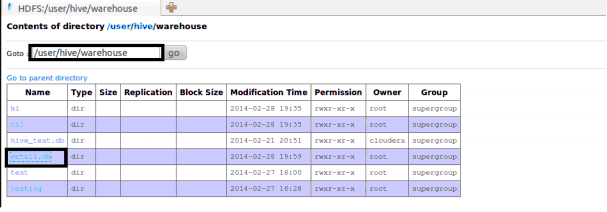 HDFS:/user/hive/warehouse
Contents of directory /user/hive/warehouse
Goto : /user/hive/warehouse go
Go to parent directory
Name Type Size Replication Block Size Modification Time Permission Owner Group
hi dir 2014-02-28 19:35 rwxr-xr-x root supergroup
hi1 dir 2014-02-28 19:35 rwxr-xr-x root supergroup
hive_test.db dir 2014-02-21 20:51 rwxr-xr-x cloudera supergroup
retail.db dir 2014-02-28 19:59 rwxr-xr-x root supergroup
test dir 2014-02-27 18:00 rwxr-xr-x root supergroup
testing dir 2014-02-27 16:28 rwxr-xr-x root supergroup